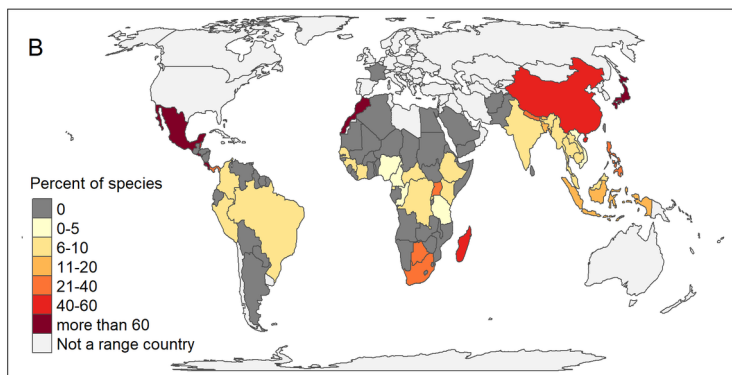 B
Percent of species
0
0-5
6-10
11-20
21-40
40-60
more than 60
Not a range country